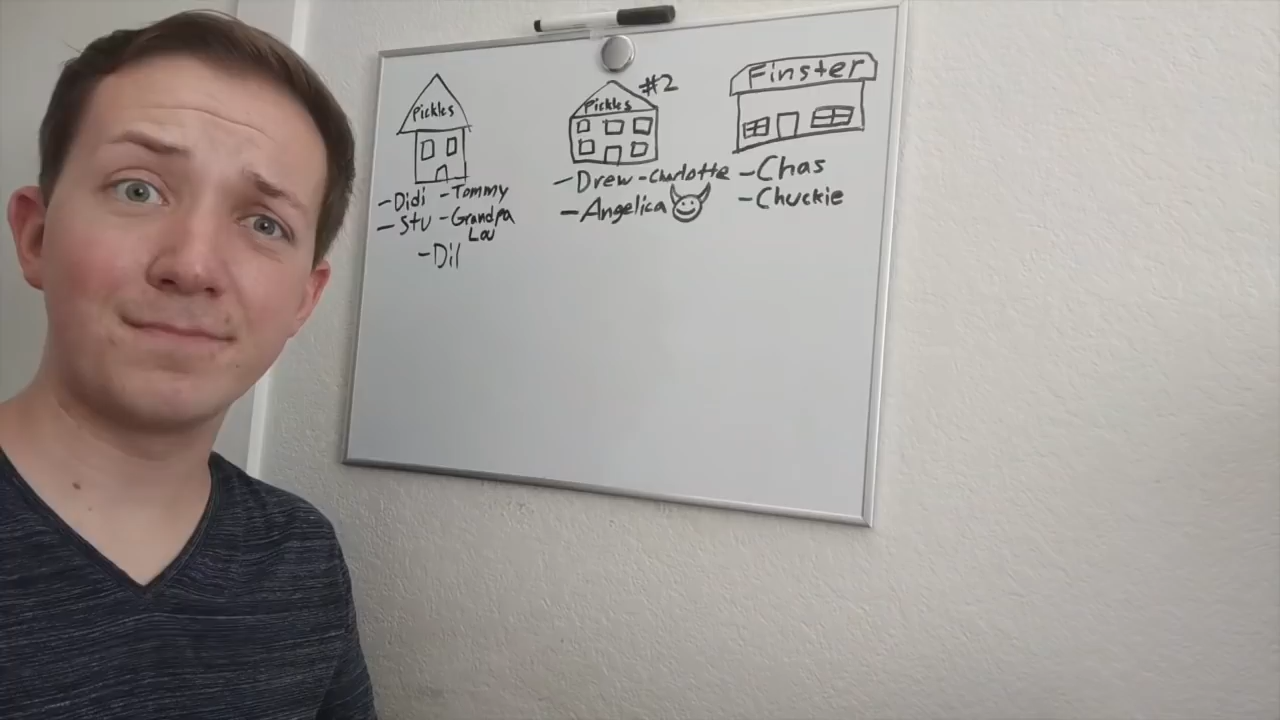 Pickles
-Didi -Tommy
-Stu -Grandpa
Lou
-Dil
Pickles #2
-Drew -Charlotte
-Angelica
Finster
-Chas
-Chuckie